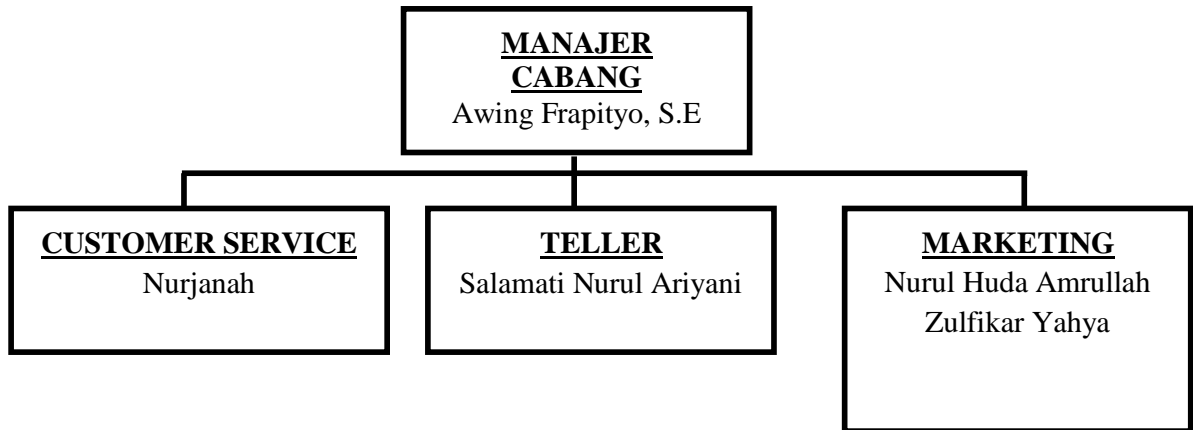 MANAJER
CABANG
Awing Frapityo, S.E
CUSTOMER SERVICE
Nurjanah
TELLER
Salamati Nurul Ariyani
MARKETING
Nurul Huda Amrullah
Zulfikar Yahya